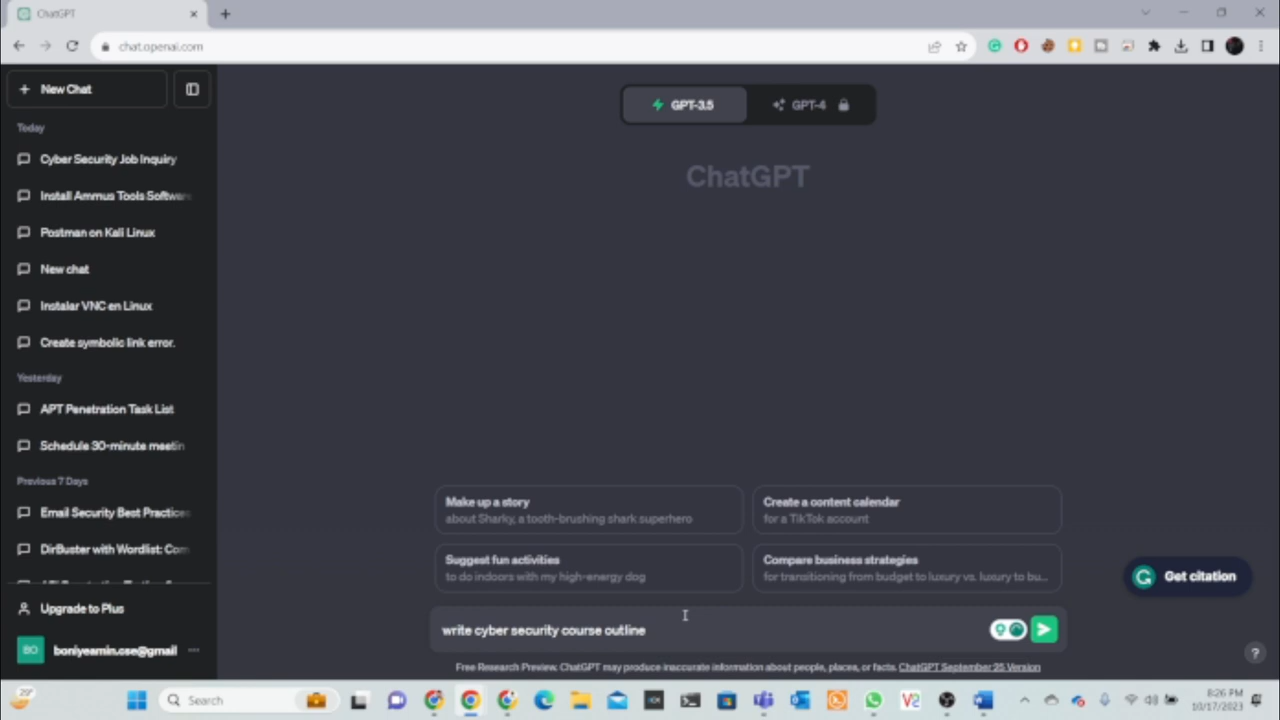 ChatGPT
chat.openai.com
New Chat
Today
Cyber Security Job Inquiry
Install Ammus Tools Softwar
Postman on Kali Linux
New chat
Instalar VNC en Linux
Create symbolic link error.
Yesterday
APT Penetration Task List
Schedule 30-minute meetin
Previous 7 Days
Email Security Best Practices
DirBuster with Wordlist: Com
Upgrade to Plus
BO boniyeamin.cse@gmail
GPT-3.5 GPT-4
ChatGPT
Make up a story
about Sharky, a tooth-brushing shark superhero
Create a content calendar
for a TikTok account
Suggest fun activities
to do indoors with my high-energy dog
Compare business strategies
for transitioning from budget to luxury vs. luxury to bu...
Get citation
write cyber security course outline
Free Research Preview. ChatGPT may produce inaccurate information about people, places, or facts. ChatGPT September 25 Version
?
29°
Search
V2
8:26 PM
10/17/2023